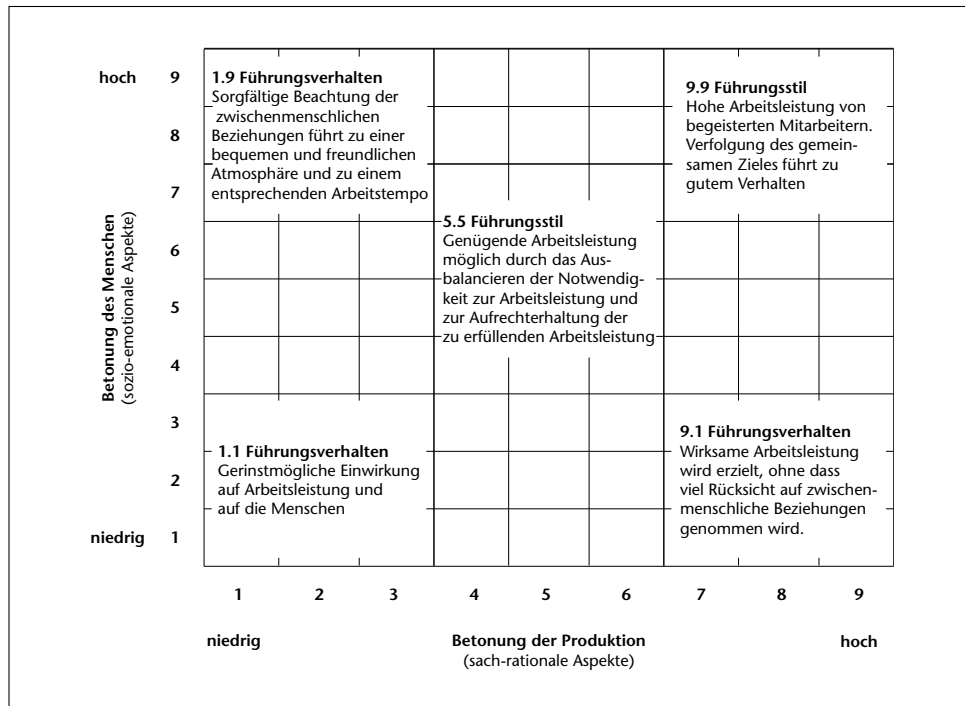 hoch
9
8
7
6
5
4
3
2
niedrig
1
Betonung des Menschen
(sozio-emotionale Aspekte)
1.9 Führungsverhalten
Sorgfältige Beachtung der
zwischenmenschlichen
Beziehungen führt zu einer
bequemen und freundlichen
Atmosphäre und zu einem
entsprechenden Arbeitstempo
9.9 Führungsstil
Hohe Arbeitsleistung von
begeisterten Mitarbeitern.
Verfolgung des gemein-
samen Zieles führt zu
gutem Verhalten
5.5 Führungsstil
Genügende Arbeitsleistung
möglich durch das Aus-
balancieren der Notwendig-
keit zur Arbeitsleistung und
zur Aufrechterhaltung der
zu erfüllenden Arbeitsleistung
1.1 Führungsverhalten
Gerinstmögliche Einwirkung
auf Arbeitsleistung und
auf die Menschen
9.1 Führungsverhalten
Wirksame Arbeitsleistung
wird erzielt, ohne dass
viel Rücksicht auf zwischen-
menschliche Beziehungen
genommen wird.
1 2 3 4 5 6 7 8 9
niedrig
Betonung der Produktion
(sach-rationale Aspekte)
hoch